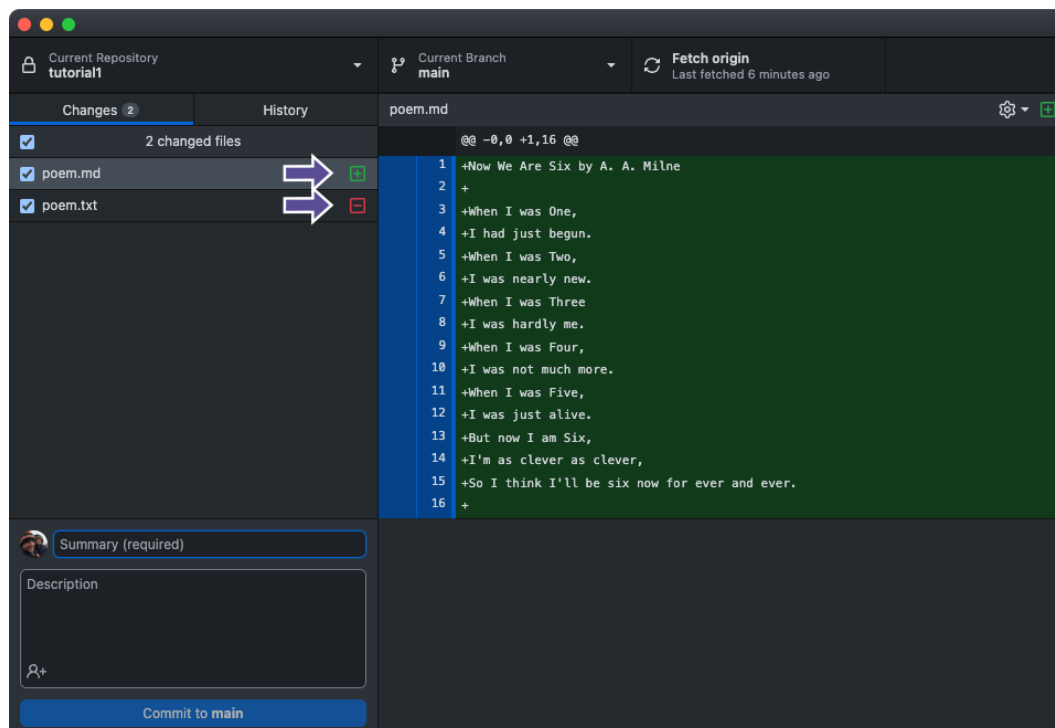 Current Repository
tutorial1
Current Branch
main
Fetch origin
Last fetched 6 minutes ago
Changes 2
History
2 changed files
poem.md
poem.txt
poem.md
@@ -0,0 +1,16 @@
1 +Now We Are Six by A. A. Milne
2 +
3 +When I was One,
4 +I had just begun.
5 +When I was Two,
6 +I was nearly new.
7 +When I was Three
8 +I was hardly me.
9 +When I was Four,
10 +I was not much more.
11 +When I was Five,
12 +I was just alive.
13 +But now I am Six,
14 +I'm as clever as clever,
15 +So I think I'll be six now for ever and ever.
16 +
Summary (required)
Description
Commit to main